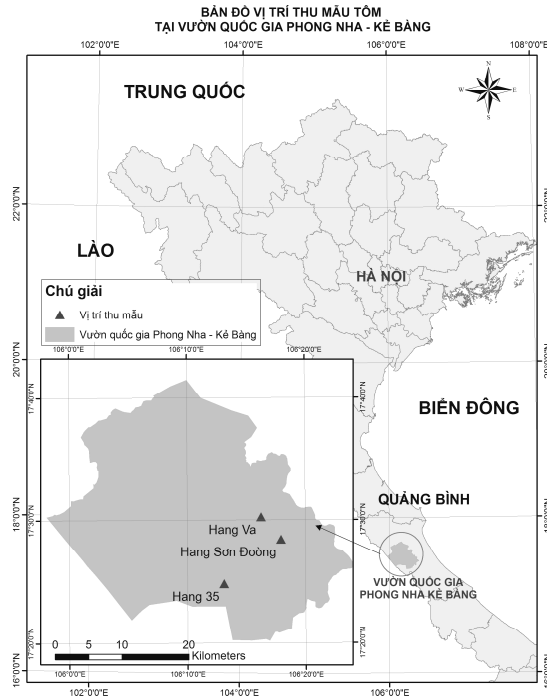 BẢN ĐỒ VỊ TRÍ THU MẪU TÔM
TẠI VƯỜN QUỐC GIA PHONG NHA - KẺ BÀNG
102°0'0"E 104°0'0"E 106°0'0"E 108°0'0"E
TRUNG QUỐC
N
W E
S
22°0'0"N
LÀO
HÀ NỘI
Chú giải
Vị trí thu mẫu
Vườn quốc gia Phong Nha - Kẻ Bàng
106°0'0"E 106°10'0"E 106°20'0"E
20°0'0"N
17°40'0"N 17°40'0"N
BIỂN ĐÔNG
QUẢNG BÌNH
18°0'0"N
17°30'0"N 17°30'0"N
Hang Va
Hang Sơn Đoòng
Hang 35
VƯỜN QUỐC GIA
PHONG NHA KẺ BÀNG
0 5 10 20
Kilometers
17°20'0"N 17°20'0"N
106°0'0"E 106°10'0"E 106°20'0"E
16°0'0"N
102°0'0"E 104°0'0"E 106°0'0"E